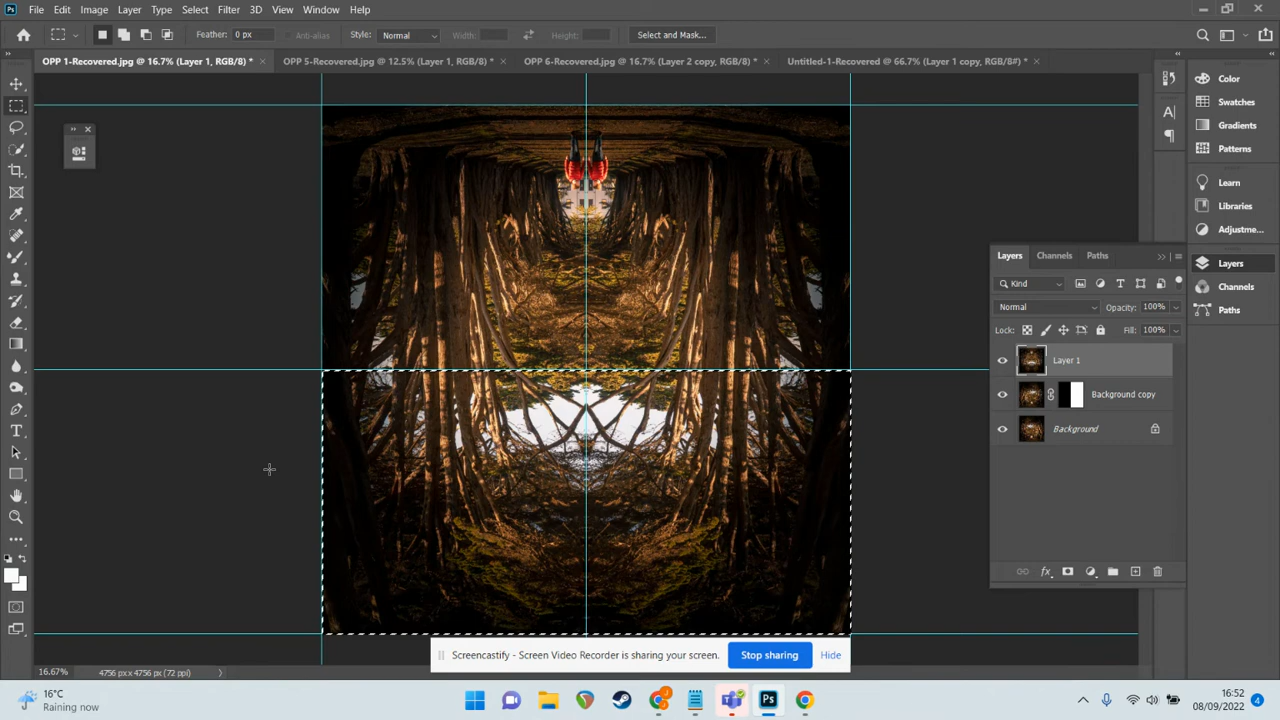 Ps File Edit Image Layer Type Select Filter 3D View Window Help
Feather: 0 px Anti-alias Style: Normal Width: Height: Select and Mask...
OPP 1-Recovered.jpg @ 16.7% (Layer 1, RGB/8) * OPP 5-Recovered.jpg @ 12.5% (Layer 1, RGB/8) * OPP 6-Recovered.jpg @ 16.7% (Layer 2 copy, RGB/8) * Untitled-1-Recovered @ 66.7% (Layer 1 copy, RGB/8#) *
Color
Swatches
Gradients
Patterns
Learn
Libraries
Adjustme...
Layers Channels Paths
Layers
Kind
Channels
Normal Opacity: 100%
Paths
Lock: Fill: 100%
Layer 1
Background copy
Background
fx
Screencastify - Screen Video Recorder is sharing your screen. Stop sharing Hide
16.67% 4756 px x 4756 px (72 ppi)
16°C
Raining now
Ps
16:52
08/09/2022
4